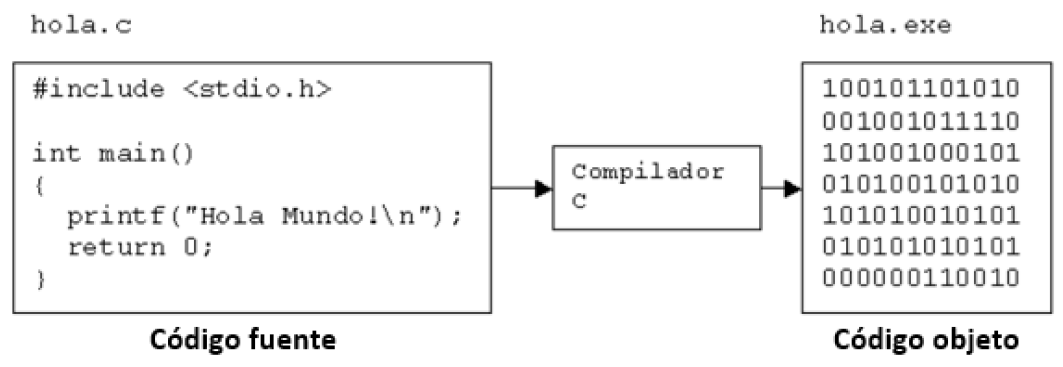 hola.c
#include <stdio.h>
int main()
{
  printf("Hola Mundo!\n");
  return 0;
}
Código fuente
Compilador
C
hola.exe
100101101010
001001011110
101001000101
010100101010
101010010101
010101010101
000000110010
Código objeto